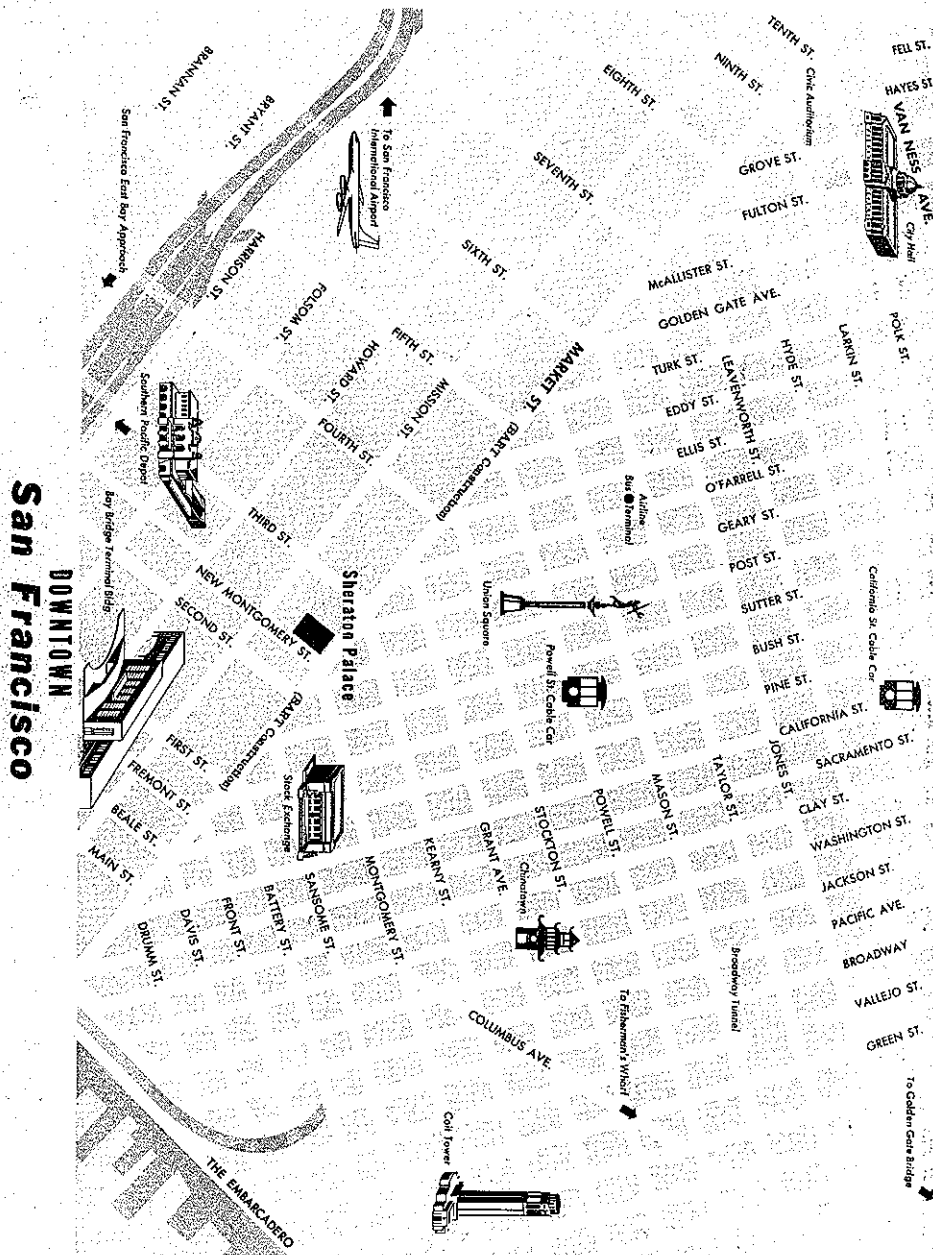 DOWNTOWN
San Francisco
FELL ST.
HAYES ST
VAN NESS AVE.
City Hall
POLK ST.
LARKIN ST.
HYDE ST.
LEAVENWORTH ST
TENTH ST
NINTH ST.
EIGHTH ST.
Civic Auditorium
GROVE ST.
FULTON ST.
McALLISTER ST.
GOLDEN GATE AVE.
TURK ST.
EDDY ST.
ELLIS ST.
O'FARRELL ST.
GEARY ST.
POST ST.
SUTTER ST.
BUSH ST.
PINE ST.
CALIFORNIA ST.
SACRAMENTO ST.
CLAY ST.
WASHINGTON ST.
JACKSON ST.
PACIFIC AVE.
BROADWAY
VALLEJO ST.
GREEN ST.
To Golden Gate Bridge
California St. Cable Car
JONES ST.
TAYLOR ST.
MASON ST.
POWELL ST.
STOCKTON ST.
GRANT AVE.
KEARNY ST.
MONTGOMERY ST.
SANSOME ST.
BATTERY ST.
FRONT ST.
DAVIS ST.
DRUMM ST.
Broadway Tunnel
To Fisherman's Wharf
Chinatown
COLUMBUS AVE.
Coit Tower
THE EMBARCADERO
Airline
Bus Terminal
Union Square
Powell St. Cable Car
SEVENTH ST.
SIXTH ST.
FIFTH ST.
FOURTH ST.
THIRD ST.
NEW MONTGOMERY ST.
SECOND ST.
FIRST ST.
FREMONT ST.
BEALE ST.
MAIN ST.
MARKET ST.
(BART Construction)
(BART Construction)
MISSION ST.
HOWARD ST.
FOLSOM ST.
HARRISON ST.
BRYANT ST.
BRANNAN ST.
To San Francisco
International Airport
San Francisco East Bay Approach
Southern Pacific Depot
Bay Bridge Terminal Bldg.
Sheraton Palace
Stock Exchange